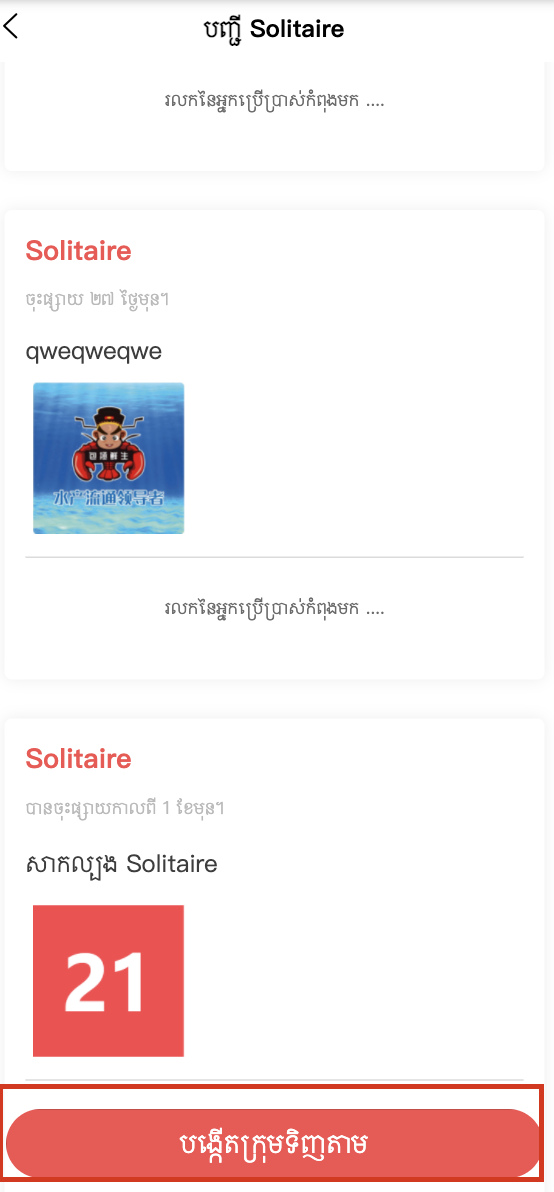 បញ្ជី Solitaire
រលកនៃអ្នកប្រើប្រាស់កំពុងមក ....
Solitaire
ចុះផ្សាយ ២៧ ថ្ងៃមុន។
qweqweqwe
水产流通领导者
រលកនៃអ្នកប្រើប្រាស់កំពុងមក ....
Solitaire
បានចុះផ្សាយកាលពី 1 ខែមុន។
សាកល្បង Solitaire
21
បង្កើតក្រុមទិញតាម